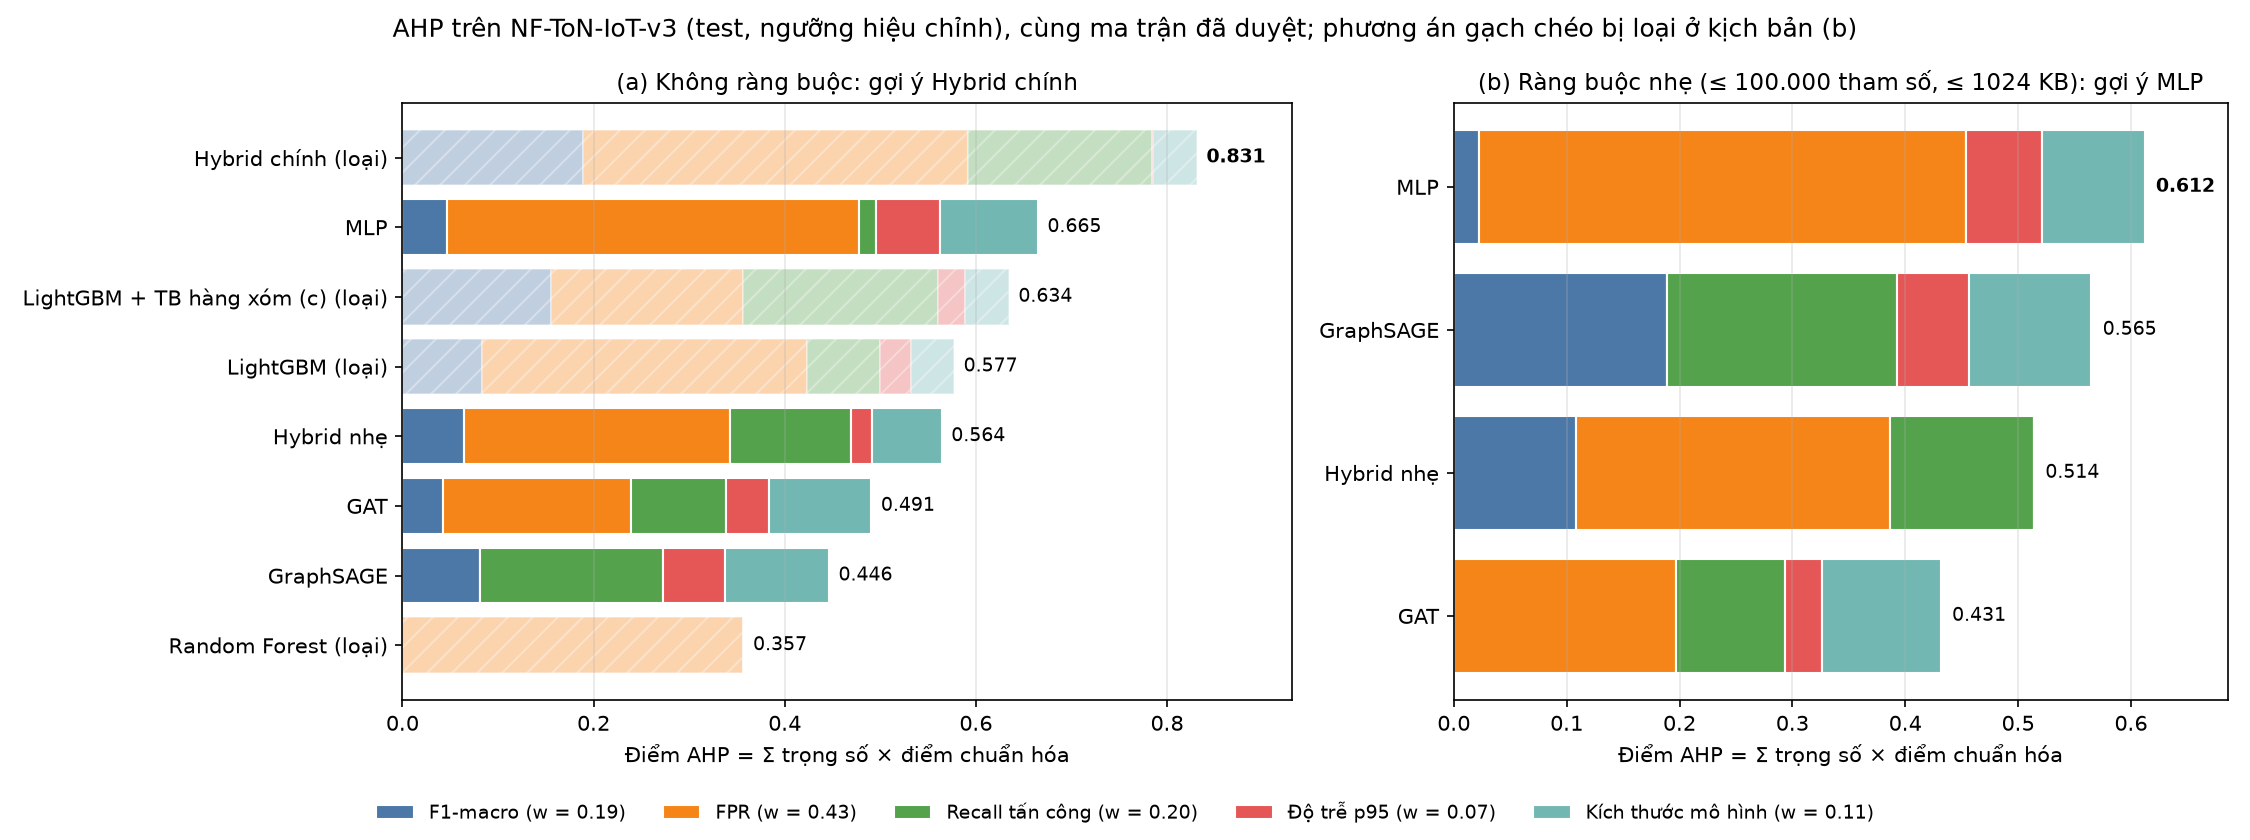 AHP trên NF-ToN-IoT-v3 (test, ngưỡng hiệu chỉnh), cùng ma trận đã duyệt; phương án gạch chéo bị loại ở kịch bản (b)
(a) Không ràng buộc: gợi ý Hybrid chính
Hybrid chính (loại)
0.831
MLP
0.665
LightGBM + TB hàng xóm (c) (loại)
0.634
LightGBM (loại)
0.577
Hybrid nhẹ
0.564
GAT
0.491
GraphSAGE
0.446
Random Forest (loại)
0.357
0.0 0.2 0.4 0.6 0.8
Điểm AHP = Σ trọng số × điểm chuẩn hóa
(b) Ràng buộc nhẹ (≤ 100.000 tham số, ≤ 1024 KB): gợi ý MLP
MLP
0.612
GraphSAGE
0.565
Hybrid nhẹ
0.514
GAT
0.431
0.0 0.1 0.2 0.3 0.4 0.5 0.6
Điểm AHP = Σ trọng số × điểm chuẩn hóa
F1-macro (w = 0.19) FPR (w = 0.43) Recall tấn công (w = 0.20) Độ trễ p95 (w = 0.07) Kích thước mô hình (w = 0.11)